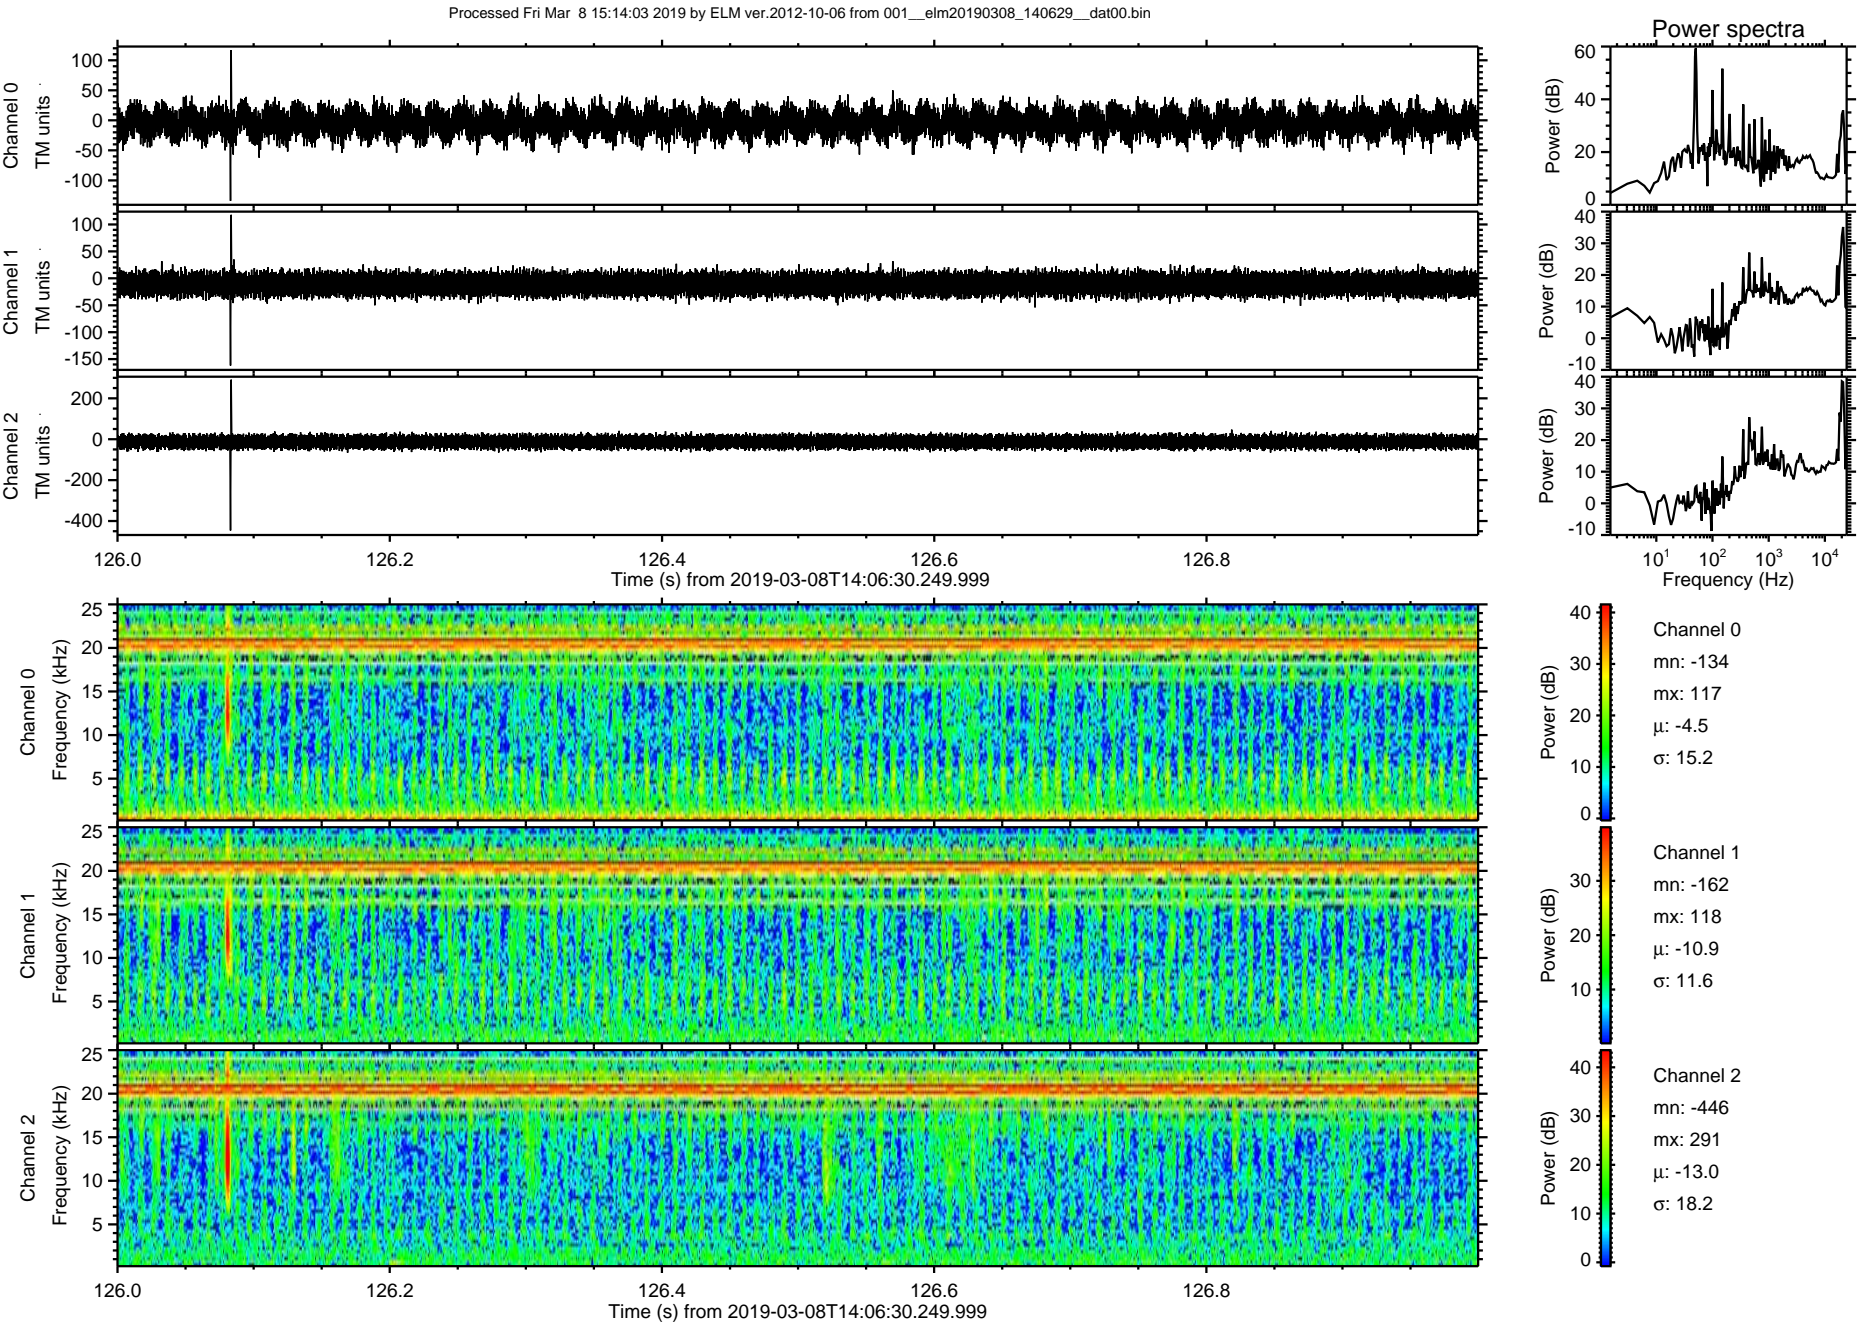 Processed Fri Mar  8 15:14:03 2019 by ELM ver.2012-10-06 from 001__elm20190308_140629__dat00.bin
Power spectra
Channel 0
TM units
100
50
0
-50
-100
Power (dB)
60
40
20
0
Channel 1
TM units
100
50
0
-50
-100
-150
Power (dB)
40
30
20
10
0
-10
Channel 2
TM units
200
0
-200
-400
Power (dB)
40
30
20
10
0
-10
126.0 126.2 126.4 126.6 126.8
Time (s) from 2019-03-08T14:06:30.249.999
10^1 10^2 10^3 10^4
Frequency (Hz)
Channel 0
Frequency (kHz)
25
20
15
10
5
Power (dB)
40
30
20
10
0
Channel 0
mn: -134
mx: 117
μ: -4.5
σ: 15.2
Channel 1
Frequency (kHz)
25
20
15
10
5
Power (dB)
30
20
10
Channel 1
mn: -162
mx: 118
μ: -10.9
σ: 11.6
Channel 2
Frequency (kHz)
25
20
15
10
5
Power (dB)
40
30
20
10
0
Channel 2
mn: -446
mx: 291
μ: -13.0
σ: 18.2
126.0 126.2 126.4 126.6 126.8
Time (s) from 2019-03-08T14:06:30.249.999